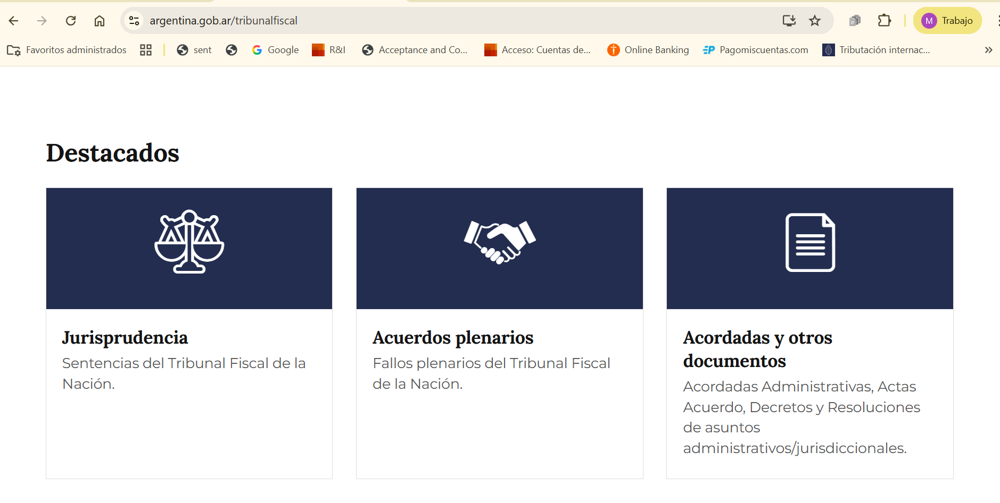 argentina.gob.ar/tribunalfiscal
M Trabajo
Favoritos administrados sent Google R&I Acceptance and Co... Acceso: Cuentas de... Online Banking Pagomiscuentas.com Tributación internac...
Destacados
Jurisprudencia
Sentencias del Tribunal Fiscal de la
Nación.
Acuerdos plenarios
Fallos plenarios del Tribunal Fiscal
de la Nación.
Acordadas y otros
documentos
Acordadas Administrativas, Actas
Acuerdo, Decretos y Resoluciones
de asuntos
administrativos/jurisdiccionales.